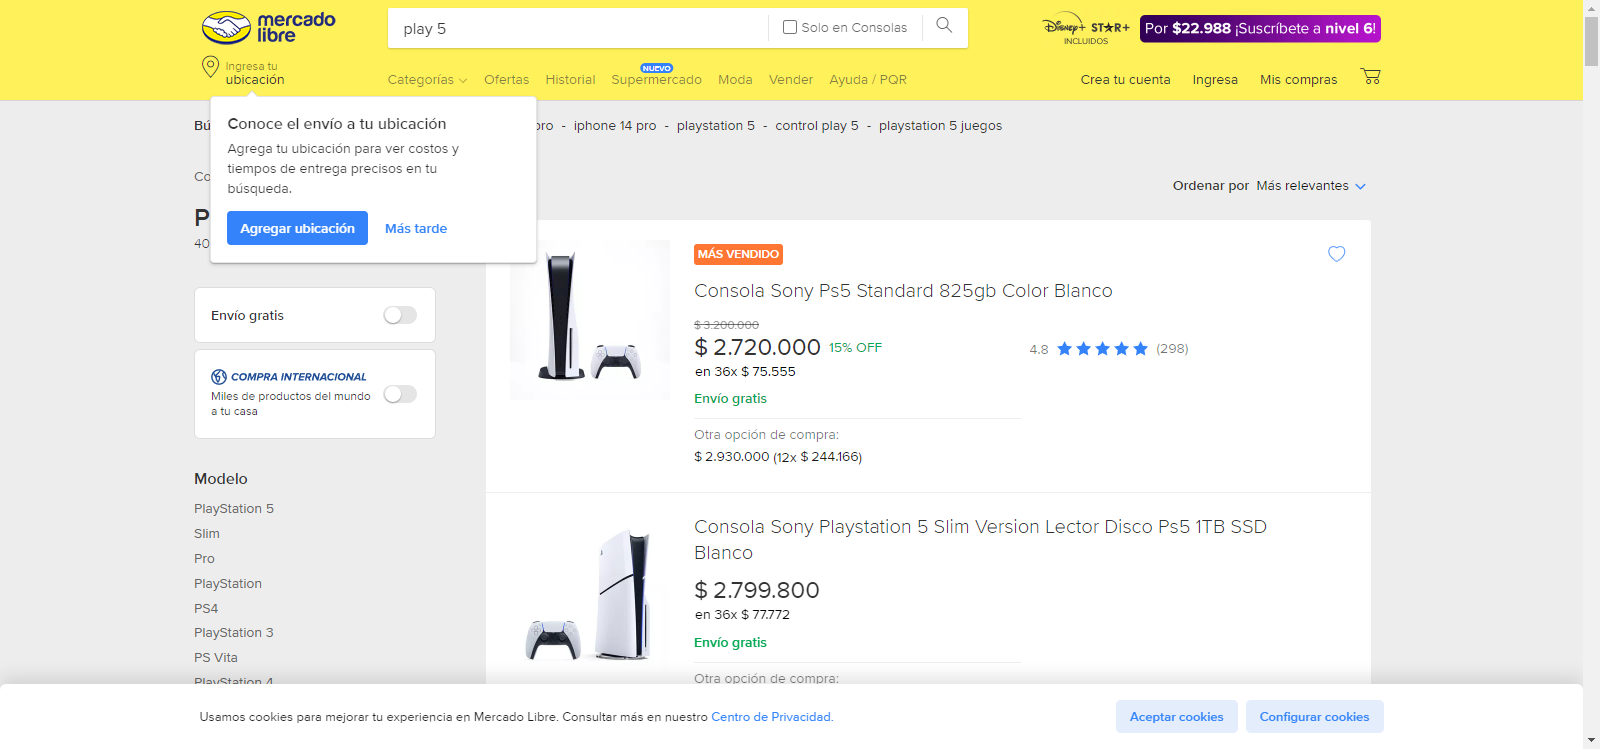 mercado libre
play 5
Solo en Consolas
Disney+ STAR+
INCLUIDOS
Por $22.988 ¡Suscríbete a nivel 6!
Ingresa tu
ubicación
NUEVO
Categorías Ofertas Historial Supermercado Moda Vender Ayuda / PQR
Crea tu cuenta Ingresa Mis compras
Conoce el envío a tu ubicación
Agrega tu ubicación para ver costos y
tiempos de entrega precisos en tu
búsqueda.
Agregar ubicación Más tarde
pro - iphone 14 pro - playstation 5 - control play 5 - playstation 5 juegos
Ordenar por Más relevantes
Envío gratis
COMPRA INTERNACIONAL
Miles de productos del mundo
a tu casa
Modelo
PlayStation 5
Slim
Pro
PlayStation
PS4
PlayStation 3
PS Vita
PlayStation 4
MÁS VENDIDO
Consola Sony Ps5 Standard 825gb Color Blanco
$ 3.200.000
$ 2.720.000 15% OFF
4.8 (298)
en 36x $ 75.555
Envío gratis
Otra opción de compra:
$ 2.930.000 (12x $ 244.166)
Consola Sony Playstation 5 Slim Version Lector Disco Ps5 1TB SSD
Blanco
$ 2.799.800
en 36x $ 77.772
Envío gratis
Otra opción de compra:
Usamos cookies para mejorar tu experiencia en Mercado Libre. Consultar más en nuestro Centro de Privacidad.
Aceptar cookies Configurar cookies